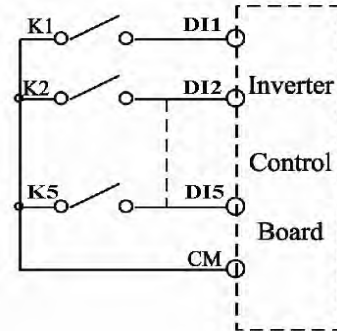 K1 DI1
K2 DI2 Inverter
Control
K5 DI5
Board
CM